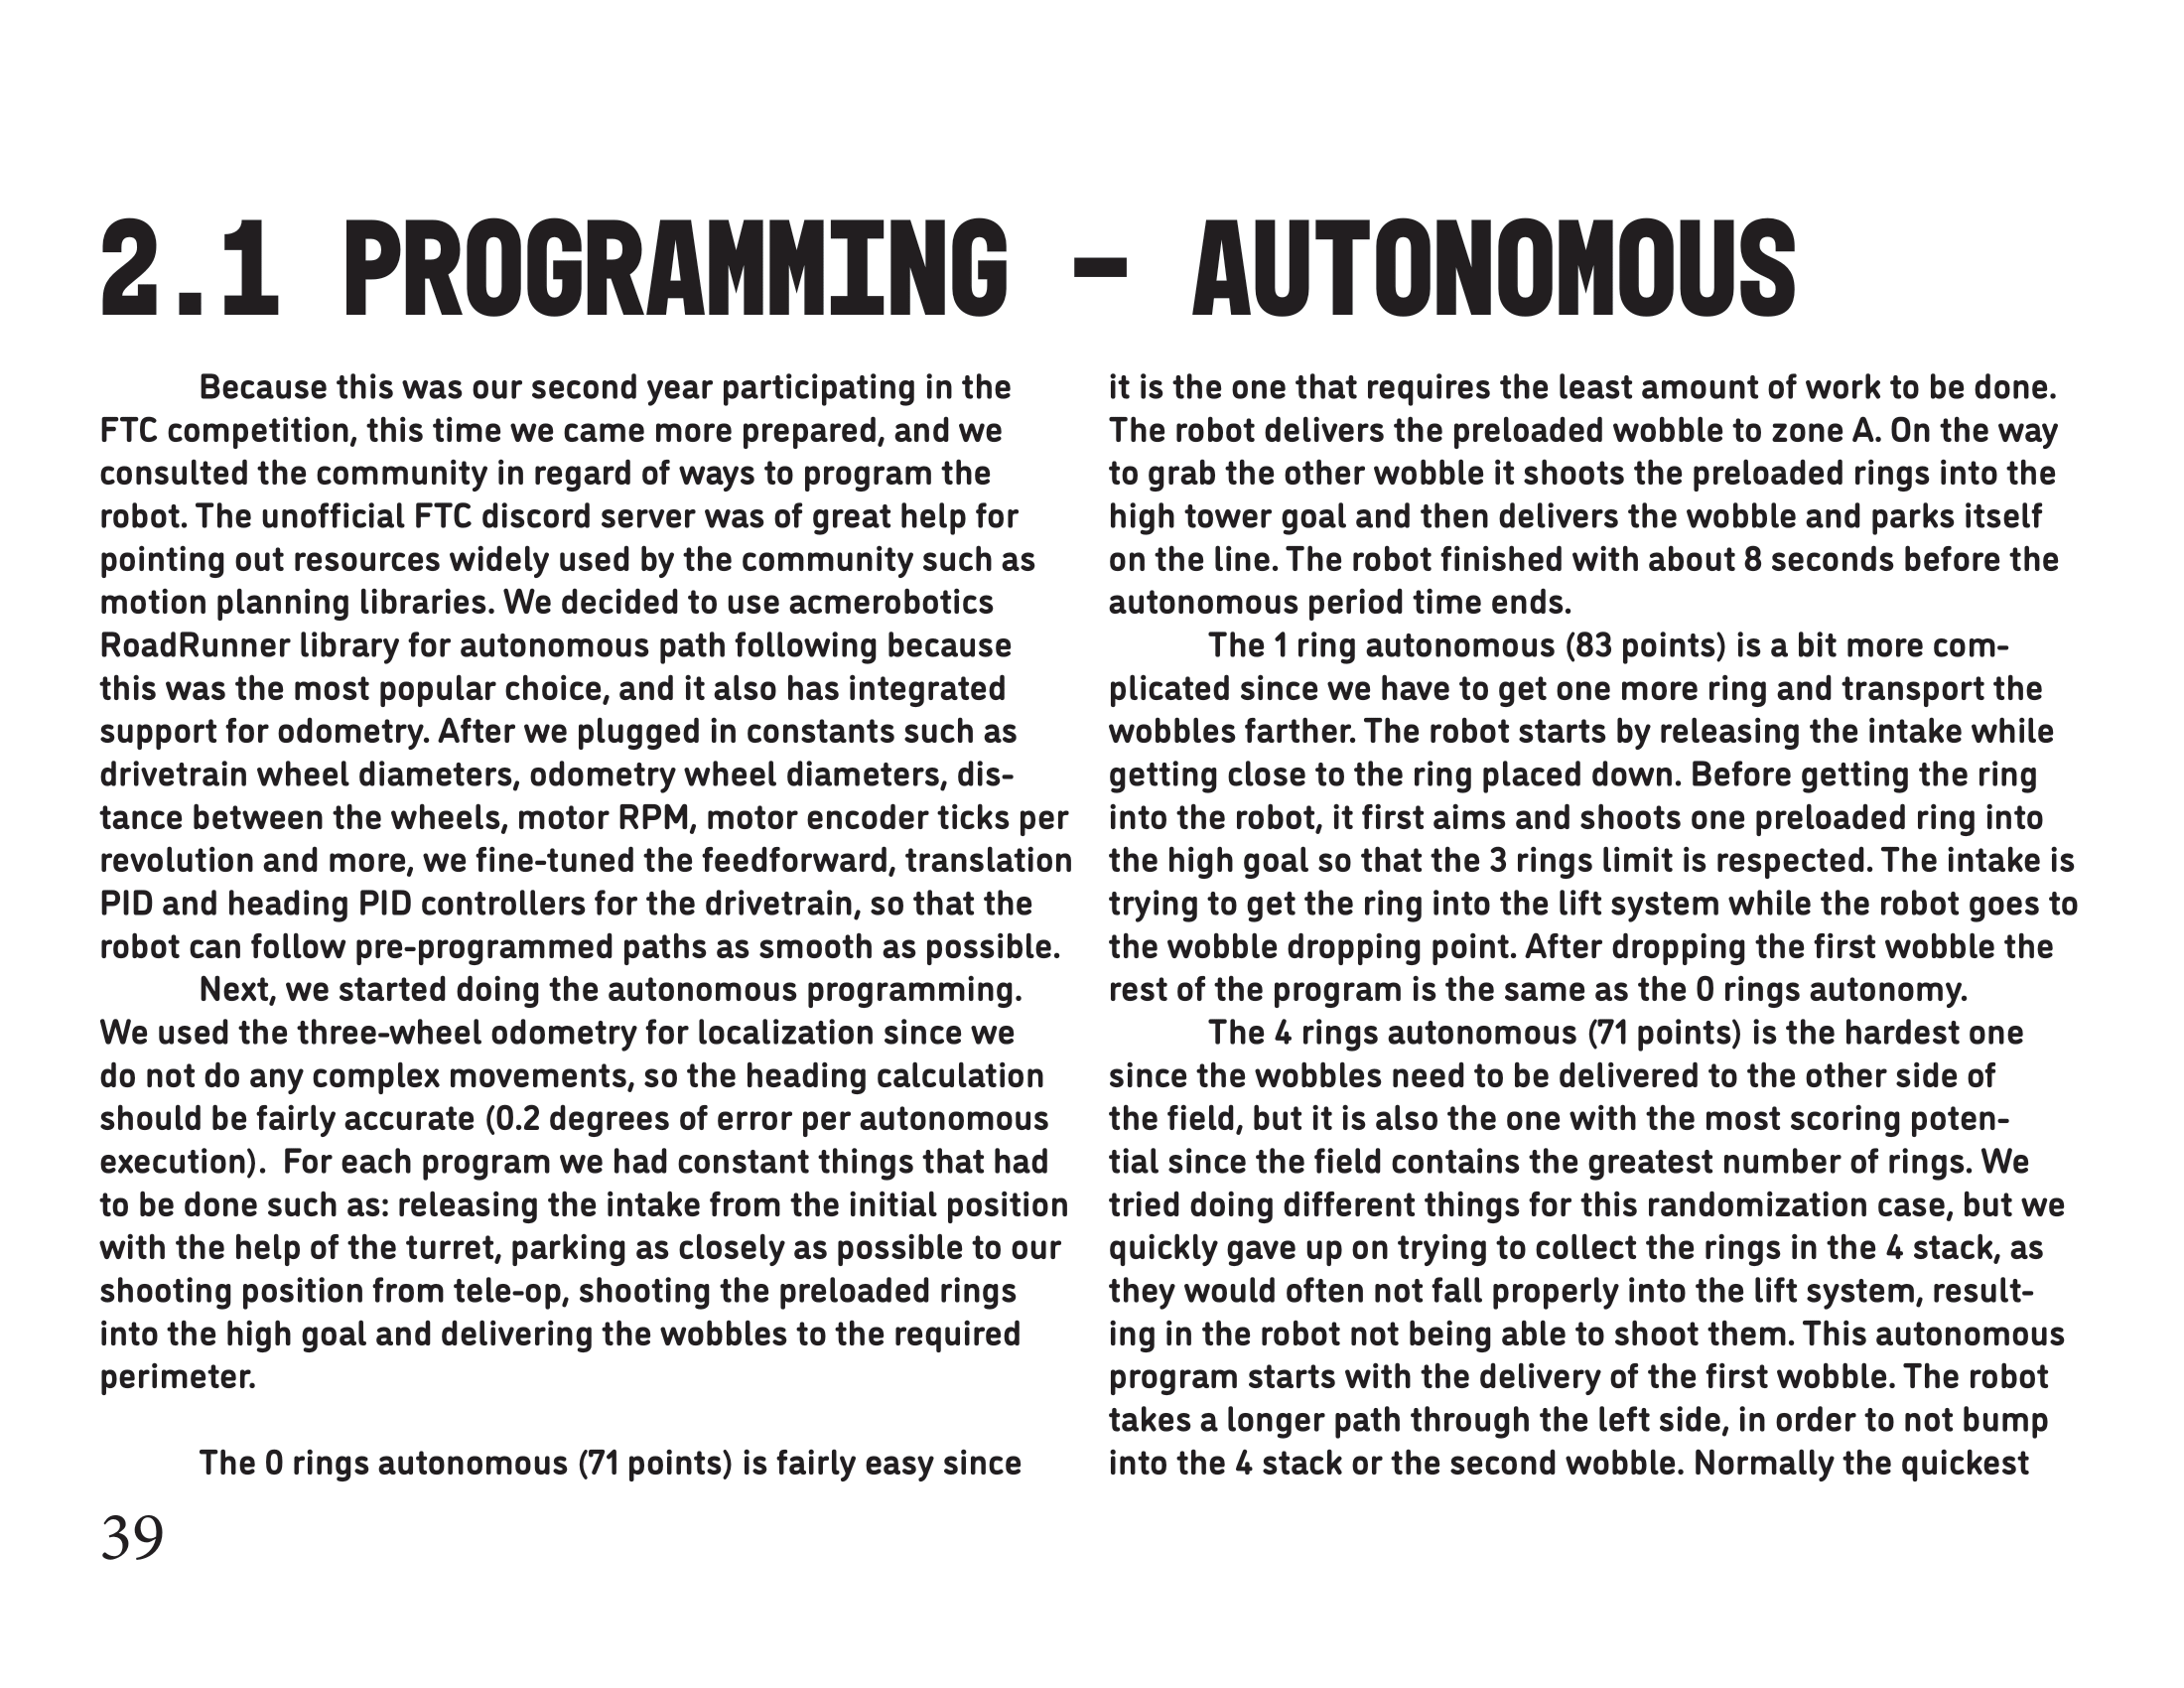 2.1 PROGRAMMING - AUTONOMOUS
Because this was our second year participating in the
FTC competition, this time we came more prepared, and we
consulted the community in regard of ways to program the
robot. The unofficial FTC discord server was of great help for
pointing out resources widely used by the community such as
motion planning libraries. We decided to use acmerobotics
RoadRunner library for autonomous path following because
this was the most popular choice, and it also has integrated
support for odometry. After we plugged in constants such as
drivetrain wheel diameters, odometry wheel diameters, dis-
tance between the wheels, motor RPM, motor encoder ticks per
revolution and more, we fine-tuned the feedforward, translation
PID and heading PID controllers for the drivetrain, so that the
robot can follow pre-programmed paths as smooth as possible.
Next, we started doing the autonomous programming.
We used the three-wheel odometry for localization since we
do not do any complex movements, so the heading calculation
should be fairly accurate (0.2 degrees of error per autonomous
execution).  For each program we had constant things that had
to be done such as: releasing the intake from the initial position
with the help of the turret, parking as closely as possible to our
shooting position from tele-op, shooting the preloaded rings
into the high goal and delivering the wobbles to the required
perimeter.
The 0 rings autonomous (71 points) is fairly easy since
it is the one that requires the least amount of work to be done.
The robot delivers the preloaded wobble to zone A. On the way
to grab the other wobble it shoots the preloaded rings into the
high tower goal and then delivers the wobble and parks itself
on the line. The robot finished with about 8 seconds before the
autonomous period time ends.
The 1 ring autonomous (83 points) is a bit more com-
plicated since we have to get one more ring and transport the
wobbles farther. The robot starts by releasing the intake while
getting close to the ring placed down. Before getting the ring
into the robot, it first aims and shoots one preloaded ring into
the high goal so that the 3 rings limit is respected. The intake is
trying to get the ring into the lift system while the robot goes to
the wobble dropping point. After dropping the first wobble the
rest of the program is the same as the 0 rings autonomy.
The 4 rings autonomous (71 points) is the hardest one
since the wobbles need to be delivered to the other side of
the field, but it is also the one with the most scoring poten-
tial since the field contains the greatest number of rings. We
tried doing different things for this randomization case, but we
quickly gave up on trying to collect the rings in the 4 stack, as
they would often not fall properly into the lift system, result-
ing in the robot not being able to shoot them. This autonomous
program starts with the delivery of the first wobble. The robot
takes a longer path through the left side, in order to not bump
into the 4 stack or the second wobble. Normally the quickest
39